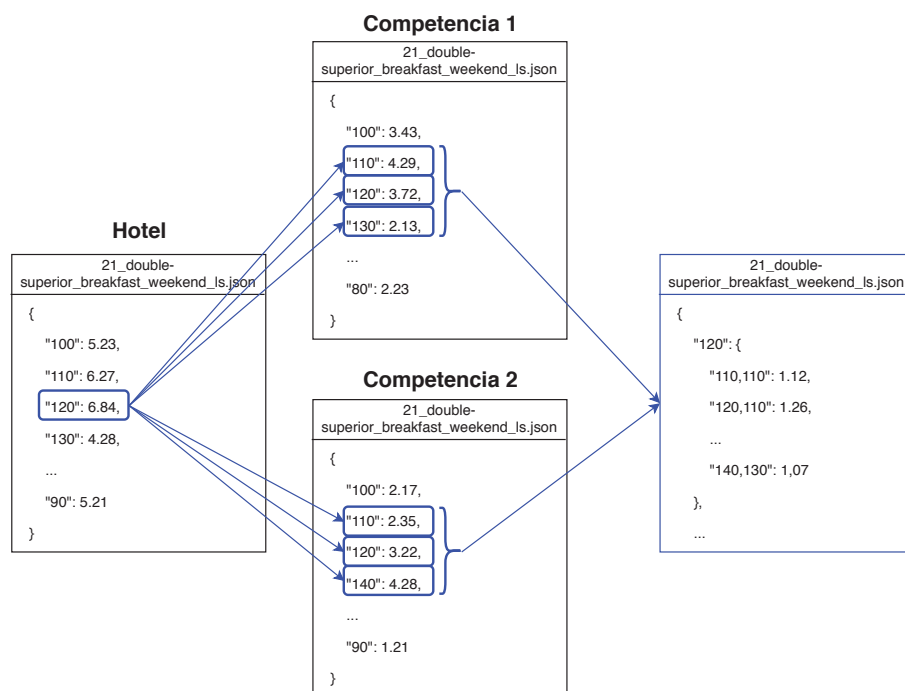 Hotel
21_double-
superior_breakfast_weekend_ls.json
{
"100": 5.23,
"110": 6.27,
"120": 6.84,
"130": 4.28,
...
"90": 5.21
}
Competencia 1
21_double-
superior_breakfast_weekend_ls.json
{
"100": 3.43,
"110": 4.29,
"120": 3.72,
"130": 2.13,
...
"80": 2.23
}
Competencia 2
21_double-
superior_breakfast_weekend_ls.json
{
"100": 2.17,
"110": 2.35,
"120": 3.22,
"140": 4.28,
...
"90": 1.21
}
21_double-
superior_breakfast_weekend_ls.json
{
"120": {
"110,110": 1.12,
"120,110": 1.26,
...
"140,130": 1,07
},
...